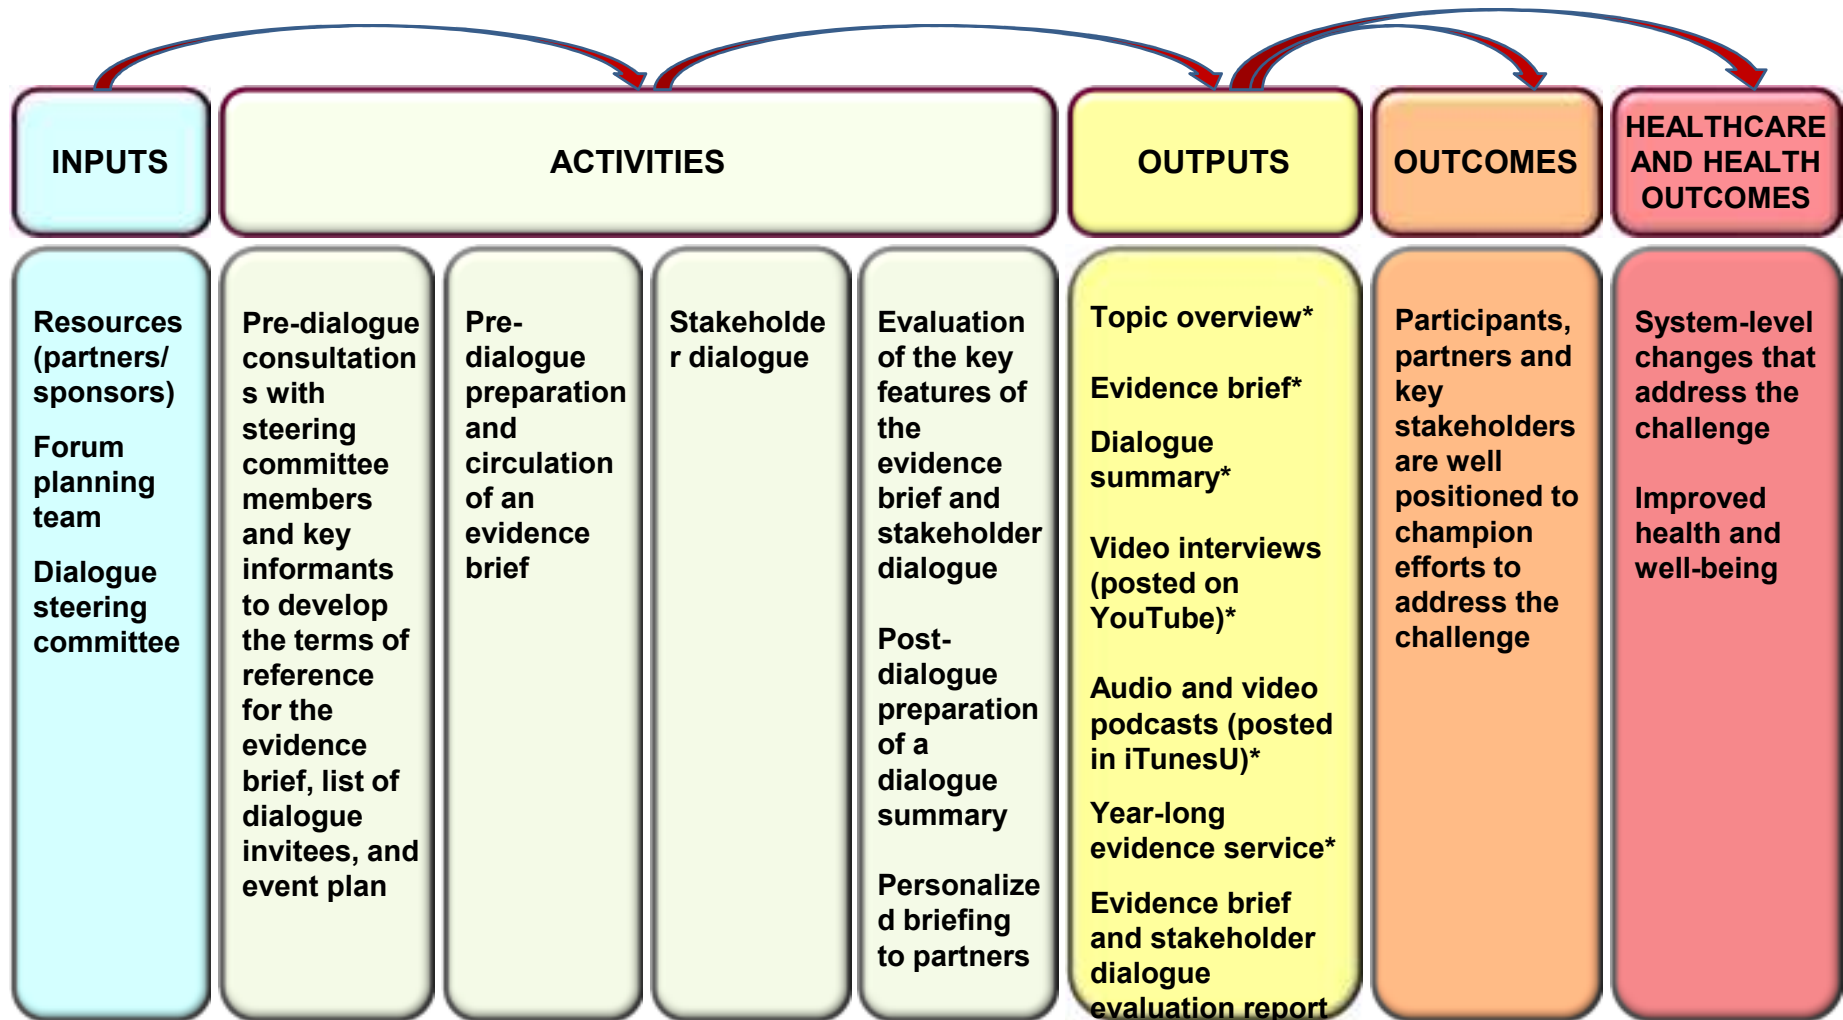 INPUTS
ACTIVITIES
OUTPUTS
OUTCOMES
HEALTHCARE
AND HEALTH
OUTCOMES
Resources
(partners/
sponsors)
Forum
planning
team
Dialogue
steering
committee
Pre-dialogue
consultation
s with
steering
committee
members
and key
informants
to develop
the terms of
reference
for the
evidence
brief, list of
dialogue
invitees, and
event plan
Pre-
dialogue
preparation
and
circulation
of an
evidence
brief
Stakeholde
r dialogue
Evaluation
of the key
features of
the
evidence
brief and
stakeholder
dialogue
Post-
dialogue
preparation
of a
dialogue
summary
Personalize
d briefing
to partners
Topic overview*
Evidence brief*
Dialogue
summary*
Video interviews
(posted on
YouTube)*
Audio and video
podcasts (posted
in iTunesU)*
Year-long
evidence service*
Evidence brief
and stakeholder
dialogue
evaluation report
Participants,
partners and
key
stakeholders
are well
positioned to
champion
efforts to
address the
challenge
System-level
changes that
address the
challenge
Improved
health and
well-being